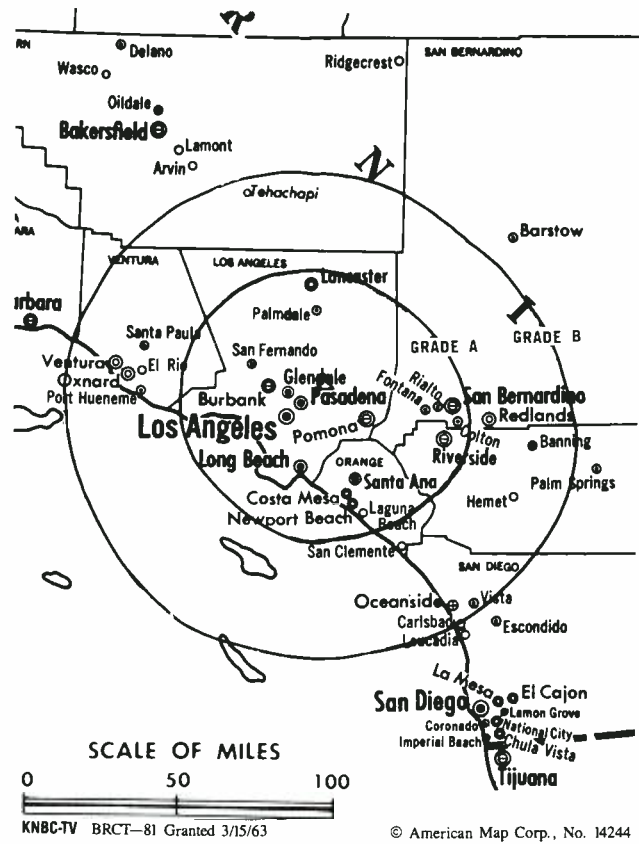 RN
Delano
SAN BERNARDINO
Wasco
Ridgecrest
Oildale
Bakersfield
Lamont
Arvin
N
Tehachapi
ARA
Barstow
VENTURA
LOS ANGELES
Lancaster
arbara
Palmdale
I
GRADE B
Santa Paula
GRADE A
San Fernando
Ventura
El Rio
Oxnard
Glendale
Rialto
Fontana
San Bernardino
Port Hueneme
Burbank
Pasadena
Redlands
Los Angeles
Pomona
Colton
Banning
Long Beach
ORANGE
Riverside
Santa Ana
Palm Springs
Costa Mesa
Hemet
Newport Beach
Laguna
Beach
San Clemente
SAN DIEGO
Oceanside
Vista
Carlsbad
Escondido
Leucadia
La Mesa
El Cajon
San Diego
Lamon Grove
Coronado
National City
Imperial Beach
Chula Vista
Tijuana
SCALE OF MILES
0 50 100
KNBC-TV BRCT—81 Granted 3/15/63
© American Map Corp., No. 14244